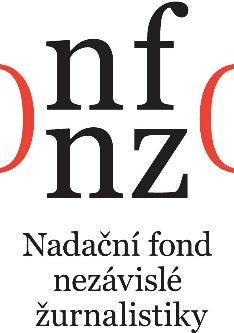 nf
nz
Nadační fond
nezávislé
žurnalistiky